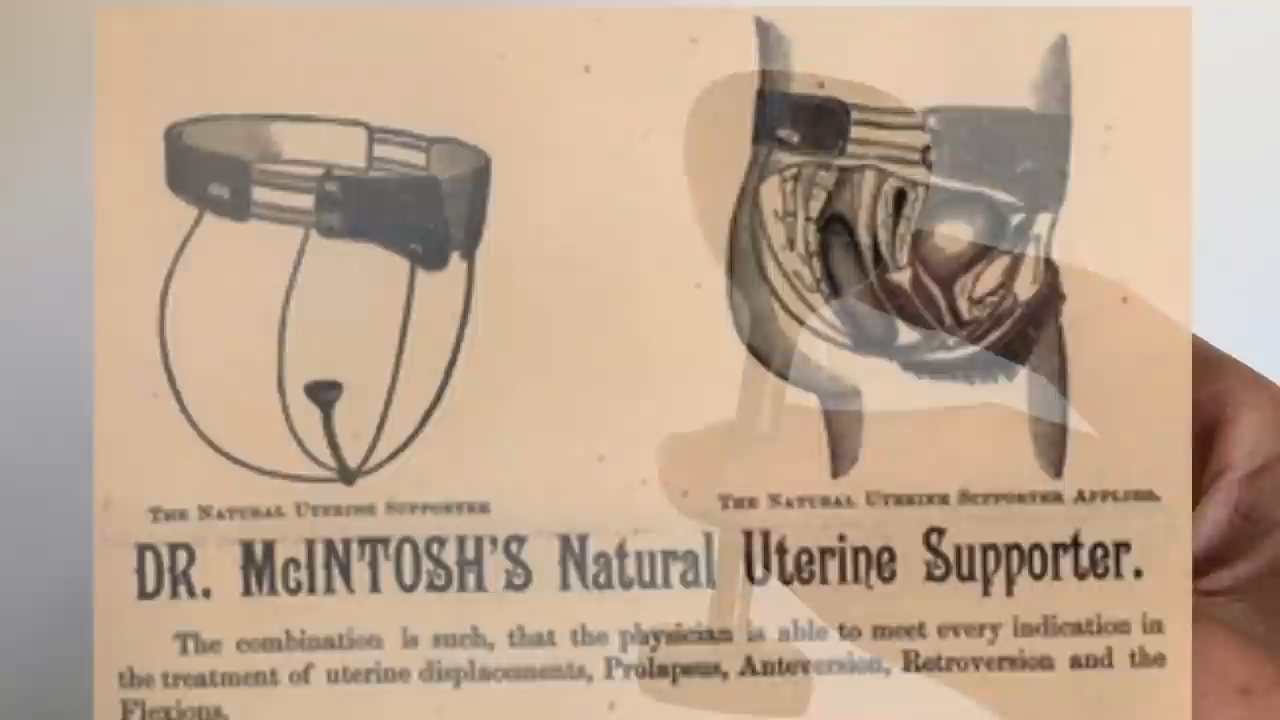 THE NATURAL UTERINE SUPPORTER
THE NATURAL UTERINE SUPPORTER APPLIED.
DR. McINTOSH'S Natural Uterine Supporter.
The combination is such, that the physician is able to meet every indication in
the treatment of uterine displacements, Prolapsus, Anteversion, Retroversion and the
Flexions.